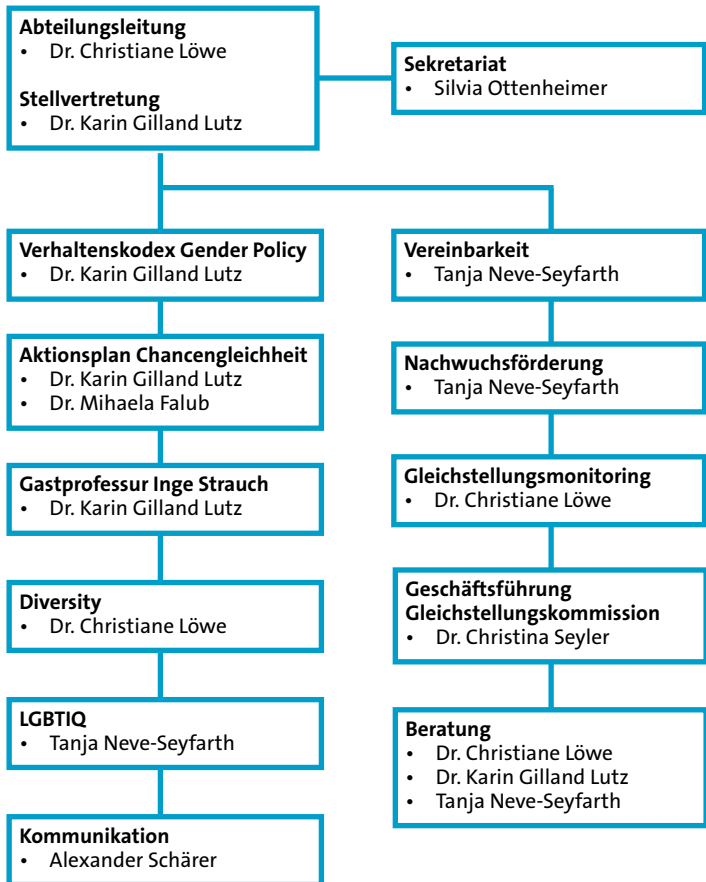 Abteilungsleitung
• Dr. Christiane Löwe
Stellvertretung
• Dr. Karin Gilland Lutz
Sekretariat
• Silvia Ottenheimer
Verhaltenskodex Gender Policy
• Dr. Karin Gilland Lutz
Aktionsplan Chancengleichheit
• Dr. Karin Gilland Lutz
• Dr. Mihaela Falub
Gastprofessur Inge Strauch
• Dr. Karin Gilland Lutz
Diversity
• Dr. Christiane Löwe
LGBTIQ
• Tanja Neve-Seyfarth
Kommunikation
• Alexander Schärer
Vereinbarkeit
• Tanja Neve-Seyfarth
Nachwuchsförderung
• Tanja Neve-Seyfarth
Gleichstellungsmonitoring
• Dr. Christiane Löwe
Geschäftsführung
Gleichstellungskommission
• Dr. Christina Seyler
Beratung
• Dr. Christiane Löwe
• Dr. Karin Gilland Lutz
• Tanja Neve-Seyfarth